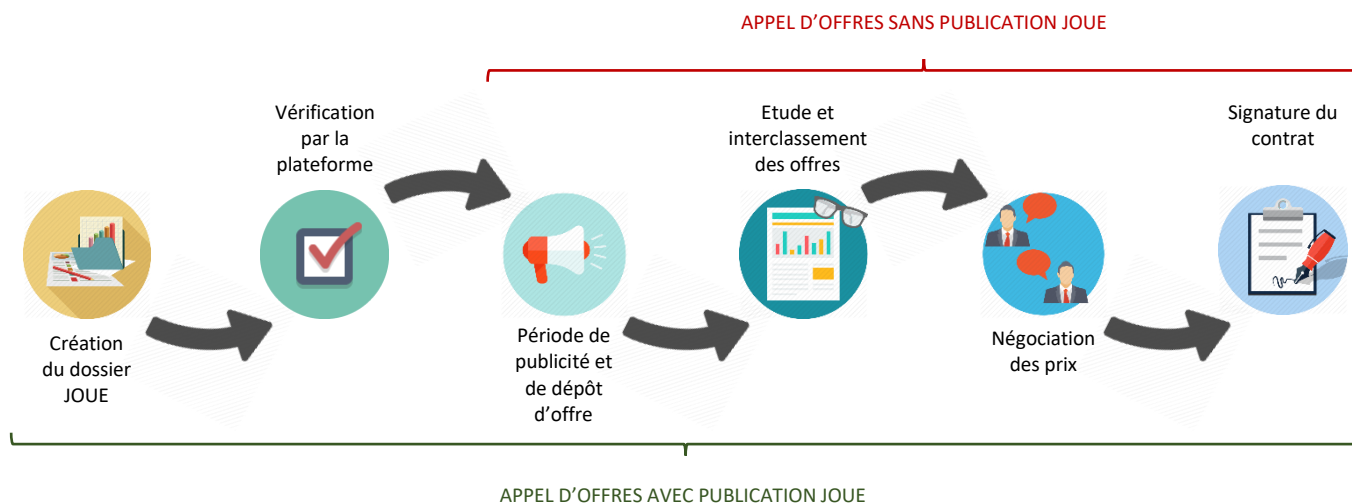 APPEL D’OFFRES SANS PUBLICATION JOUE
Vérification
par la
plateforme
Etude et
interclassement
des offres
Signature du
contrat
Création
du dossier
JOUE
Période de
publicité et
de dépôt
d’offre
Négociation
des prix
APPEL D’OFFRES AVEC PUBLICATION JOUE